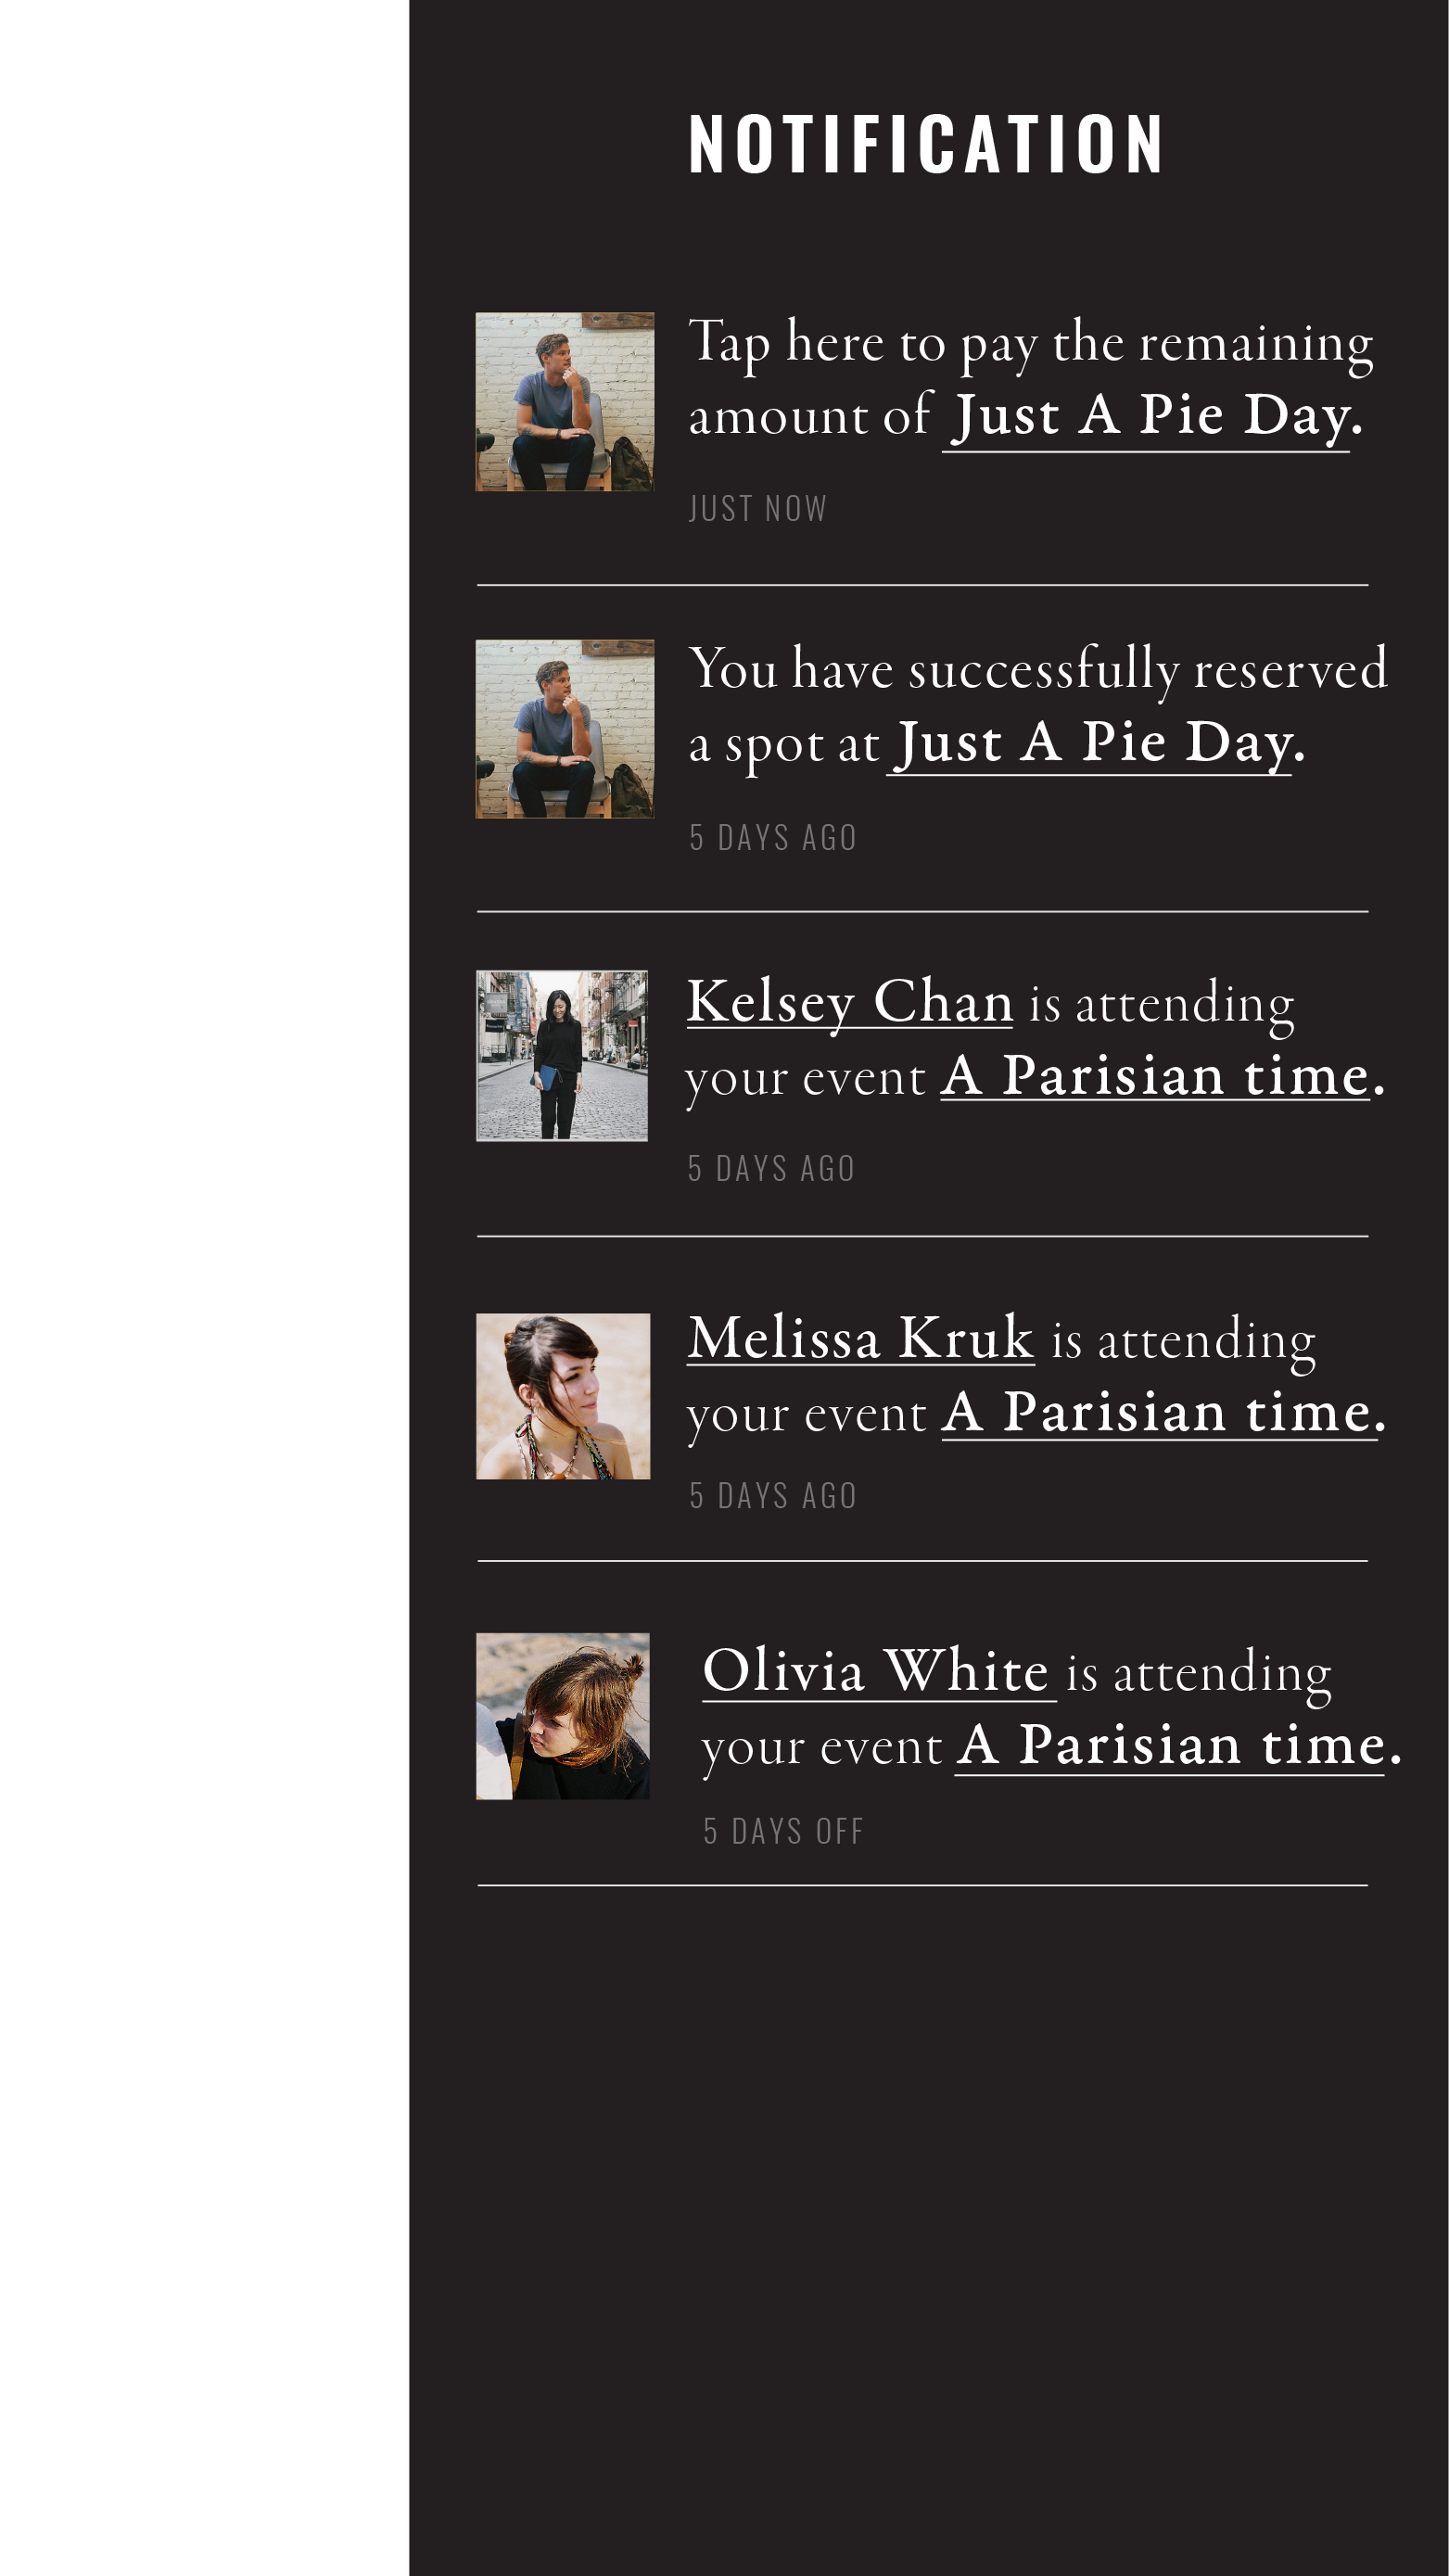 NOTIFICATION
Tap here to pay the remaining
amount of Just A Pie Day.
JUST NOW
You have successfully reserved
a spot at Just A Pie Day.
5 DAYS AGO
Kelsey Chan is attending
your event A Parisian time.
5 DAYS AGO
Melissa Kruk is attending
your event A Parisian time.
5 DAYS AGO
Olivia White is attending
your event A Parisian time.
5 DAYS OFF